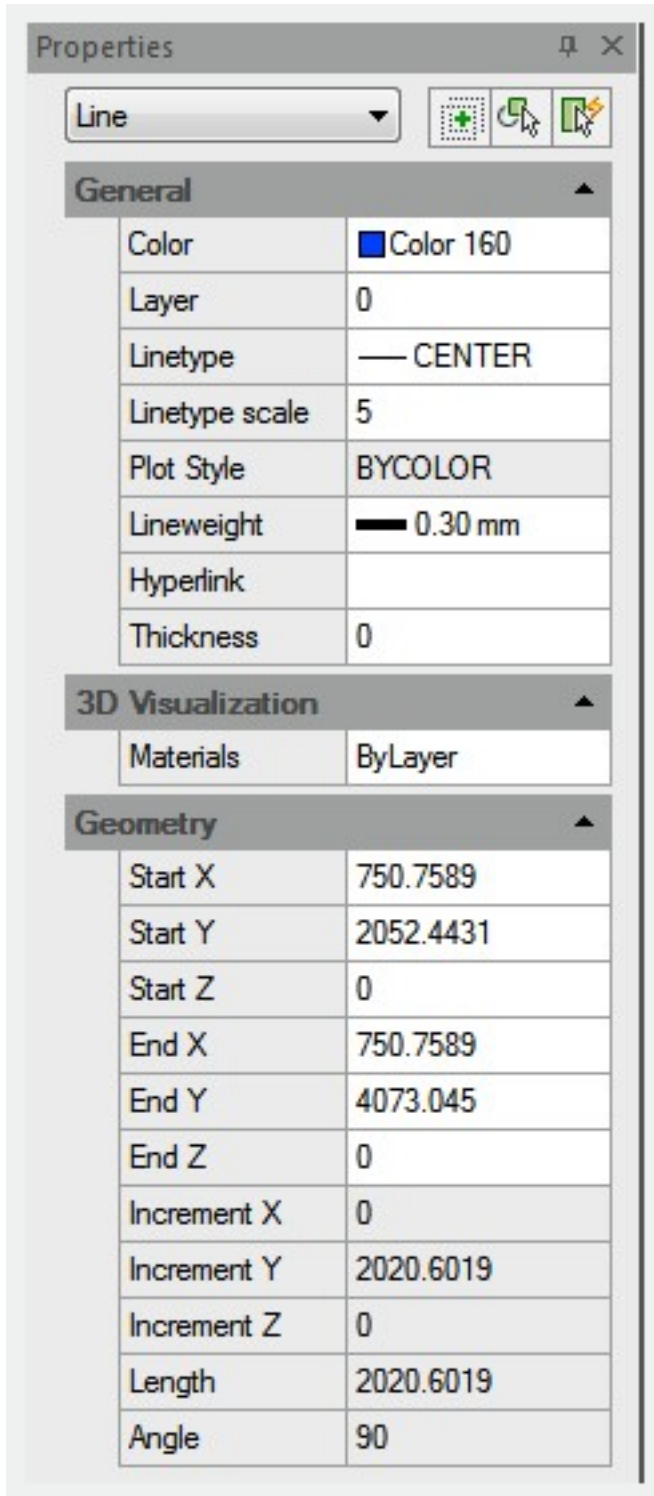 Properties
Line
General
Color Color 160
Layer 0
Linetype CENTER
Linetype scale 5
Plot Style BYCOLOR
Lineweight 0.30 mm
Hyperlink
Thickness 0
3D Visualization
Materials ByLayer
Geometry
Start X 750.7589
Start Y 2052.4431
Start Z 0
End X 750.7589
End Y 4073.045
End Z 0
Increment X 0
Increment Y 2020.6019
Increment Z 0
Length 2020.6019
Angle 90